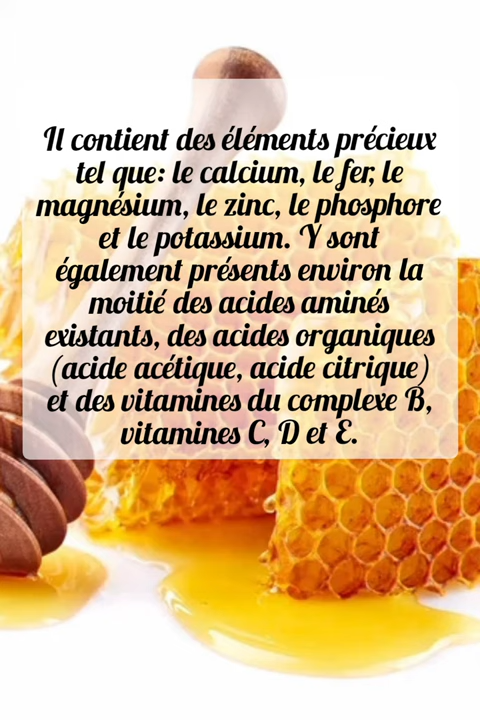 Il contient des éléments précieux
tel que: le calcium, le fer, le
magnésium, le zinc, le phosphore
et le potassium. Y sont
également présents environ la
moitié des acides aminés
existants, des acides organiques
(acide acétique, acide citrique)
et des vitamines du complexe B,
vitamines C, D et E.